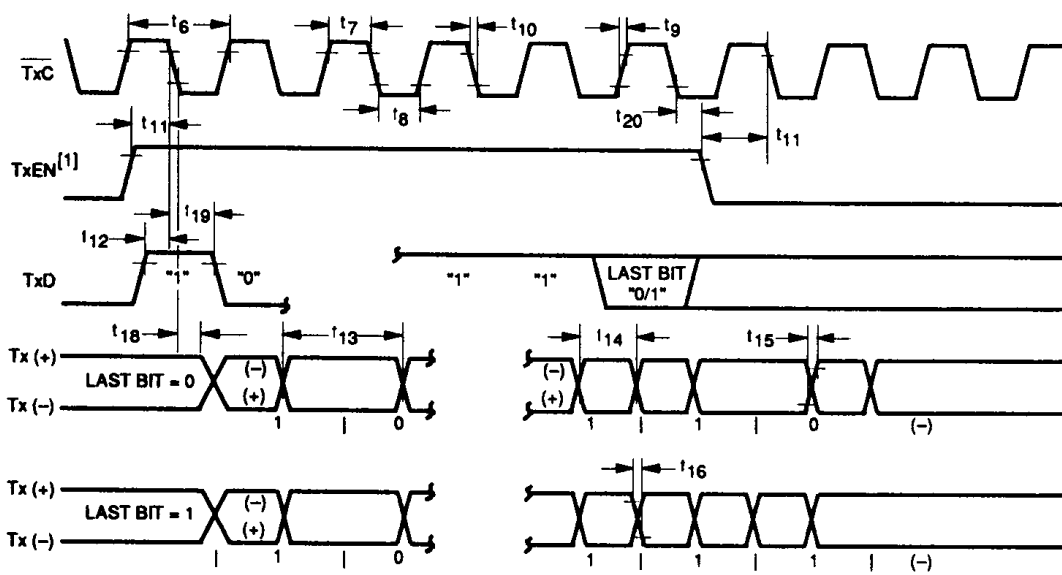 t6 t7 t10 t9
TxC
t8 t20 t11
t11
TxEN[1]
t19
t12
TxD "1" "0" "1" "1" LAST BIT
"0/1"
t18 t13 t14 t15
Tx (+) (–) (–)
LAST BIT = 0 (+) (+)
Tx (–)
1 | 0 1 | 1 | 0 (–)
t16
Tx (+) (–)
LAST BIT = 1 (+)
Tx (–)
| 1 | 0 1 | 1 | 1 | (–)